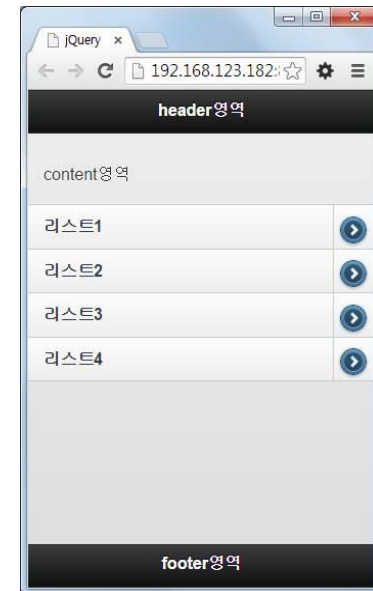 jQuery
192.168.123.182:
header영역
content영역
리스트1
리스트2
리스트3
리스트4
footer영역